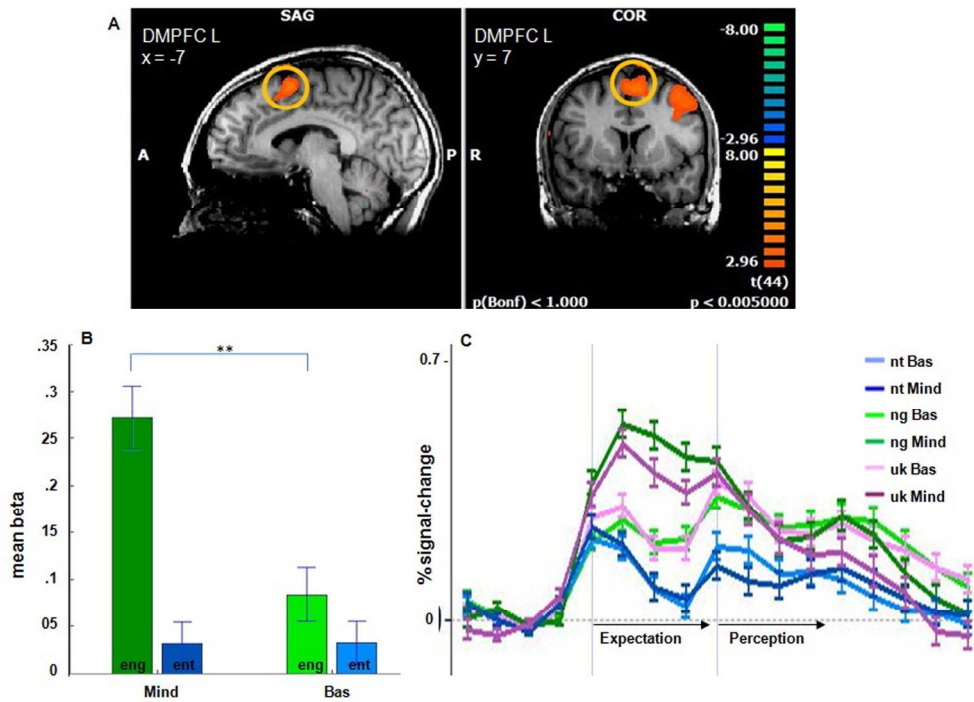 A
SAG
DMPFC L
x = -7
A
P
COR
DMPFC L
y = 7
R
-8.00
-2.96
8.00
2.96
t(44)
p(Bonf) < 1.000
p < 0.005000
B
.35
.3
25
.2
15
.1
05
0
mean beta
**
eng
ent
eng
ent
Mind
Bas
C
0.7
0
% signal-change
Expectation
Perception
nt Bas
nt Mind
ng Bas
ng Mind
uk Bas
uk Mind